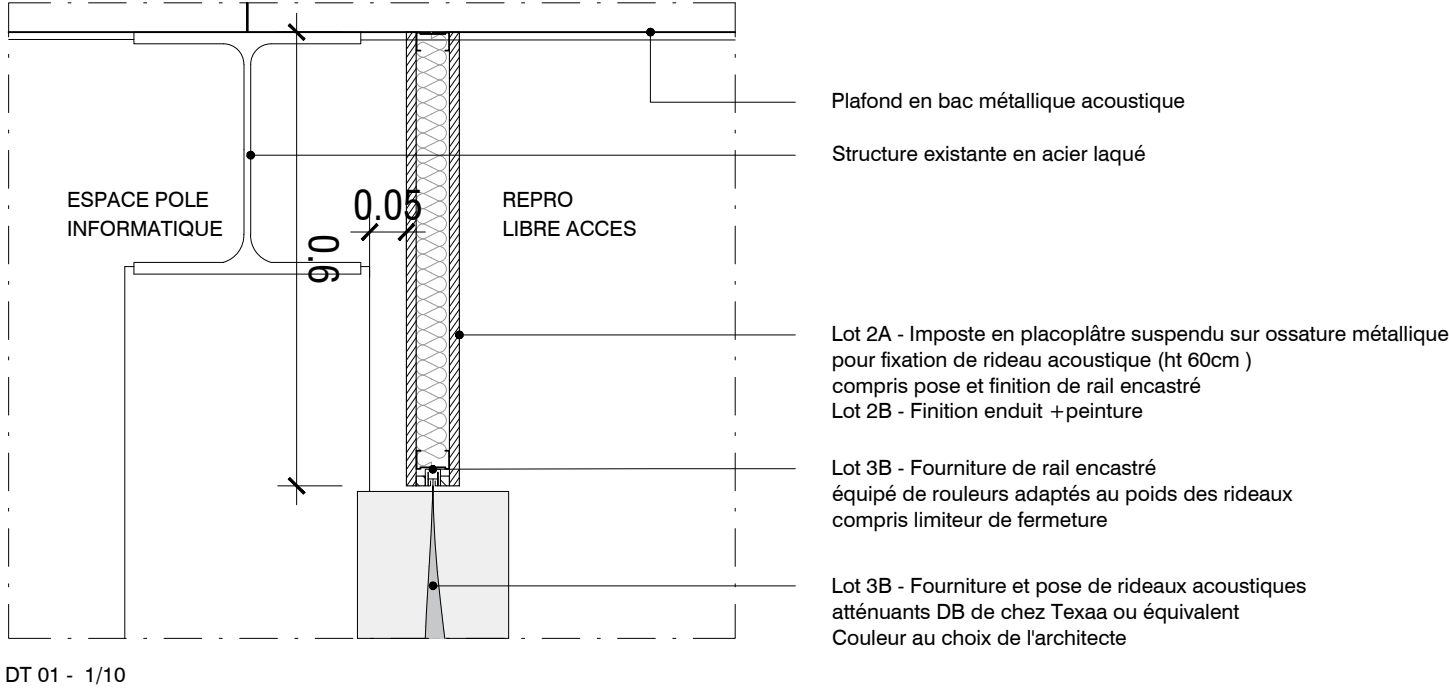 Plafond en bac métallique acoustique
Structure existante en acier laqué
ESPACE POLE
INFORMATIQUE
0.05
REPRO
LIBRE ACCES
0.6
Lot 2A - Imposte en placoplâtre suspendu sur ossature métallique
pour fixation de rideau acoustique (ht 60cm )
compris pose et finition de rail encastré
Lot 2B - Finition enduit +peinture
Lot 3B - Fourniture de rail encastré
équipé de rouleurs adaptés au poids des rideaux
compris limiteur de fermeture
Lot 3B - Fourniture et pose de rideaux acoustiques
atténuants DB de chez Texaa ou équivalent
Couleur au choix de l'architecte
DT 01 - 1/10